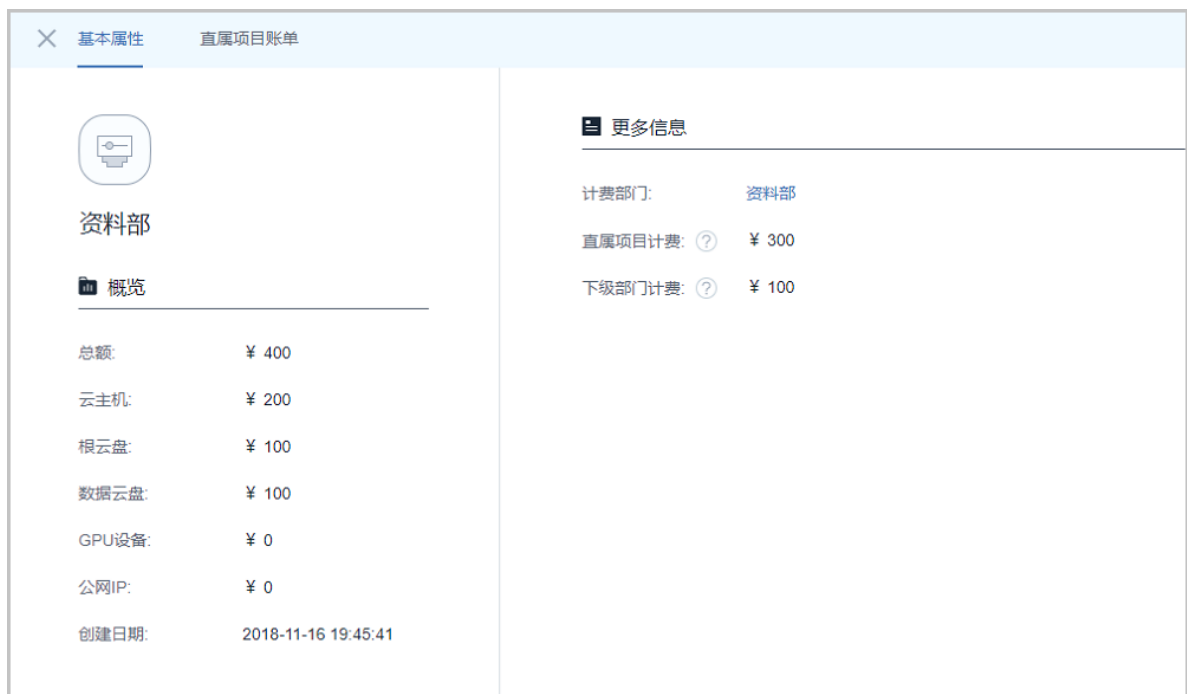 基本属性 直属项目账单
资料部
概览
总额: ¥ 400
云主机: ¥ 200
根云盘: ¥ 100
数据云盘: ¥ 100
GPU设备: ¥ 0
公网IP: ¥ 0
创建日期: 2018-11-16 19:45:41
更多信息
计费部门: 资料部
直属项目计费: ? ¥ 300
下级部门计费: ? ¥ 100